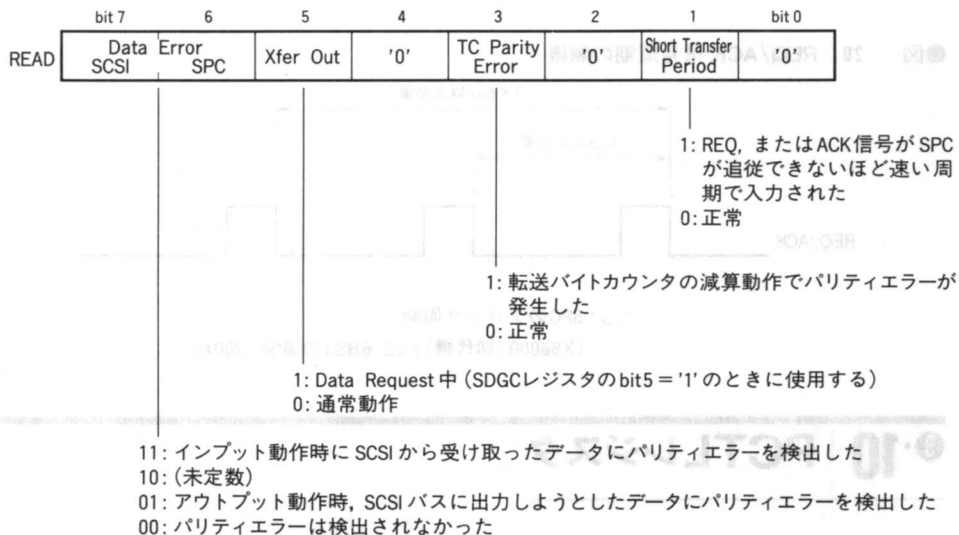 bit 7 6 5 4 3 2 1 bit 0
READ
Data Error
SCSI SPC
Xfer Out
'0'
TC Parity
Error
'0'
Short Transfer
Period
'0'
1: REQ, またはACK信号がSPC
が追従できないほど速い周
期で入力された
0: 正常
1: 転送バイトカウンタの減算動作でパリティエラーが
発生した
0: 正常
1: Data Request中 (SDGCレジスタのbit5='1'のときに使用する)
0: 通常動作
11: インプット動作時にSCSIから受け取ったデータにパリティエラーを検出した
10: (未定数)
01: アウトプット動作時, SCSIバスに出力しようとしたデータにパリティエラーを検出した
00: パリティエラーは検出されなかった